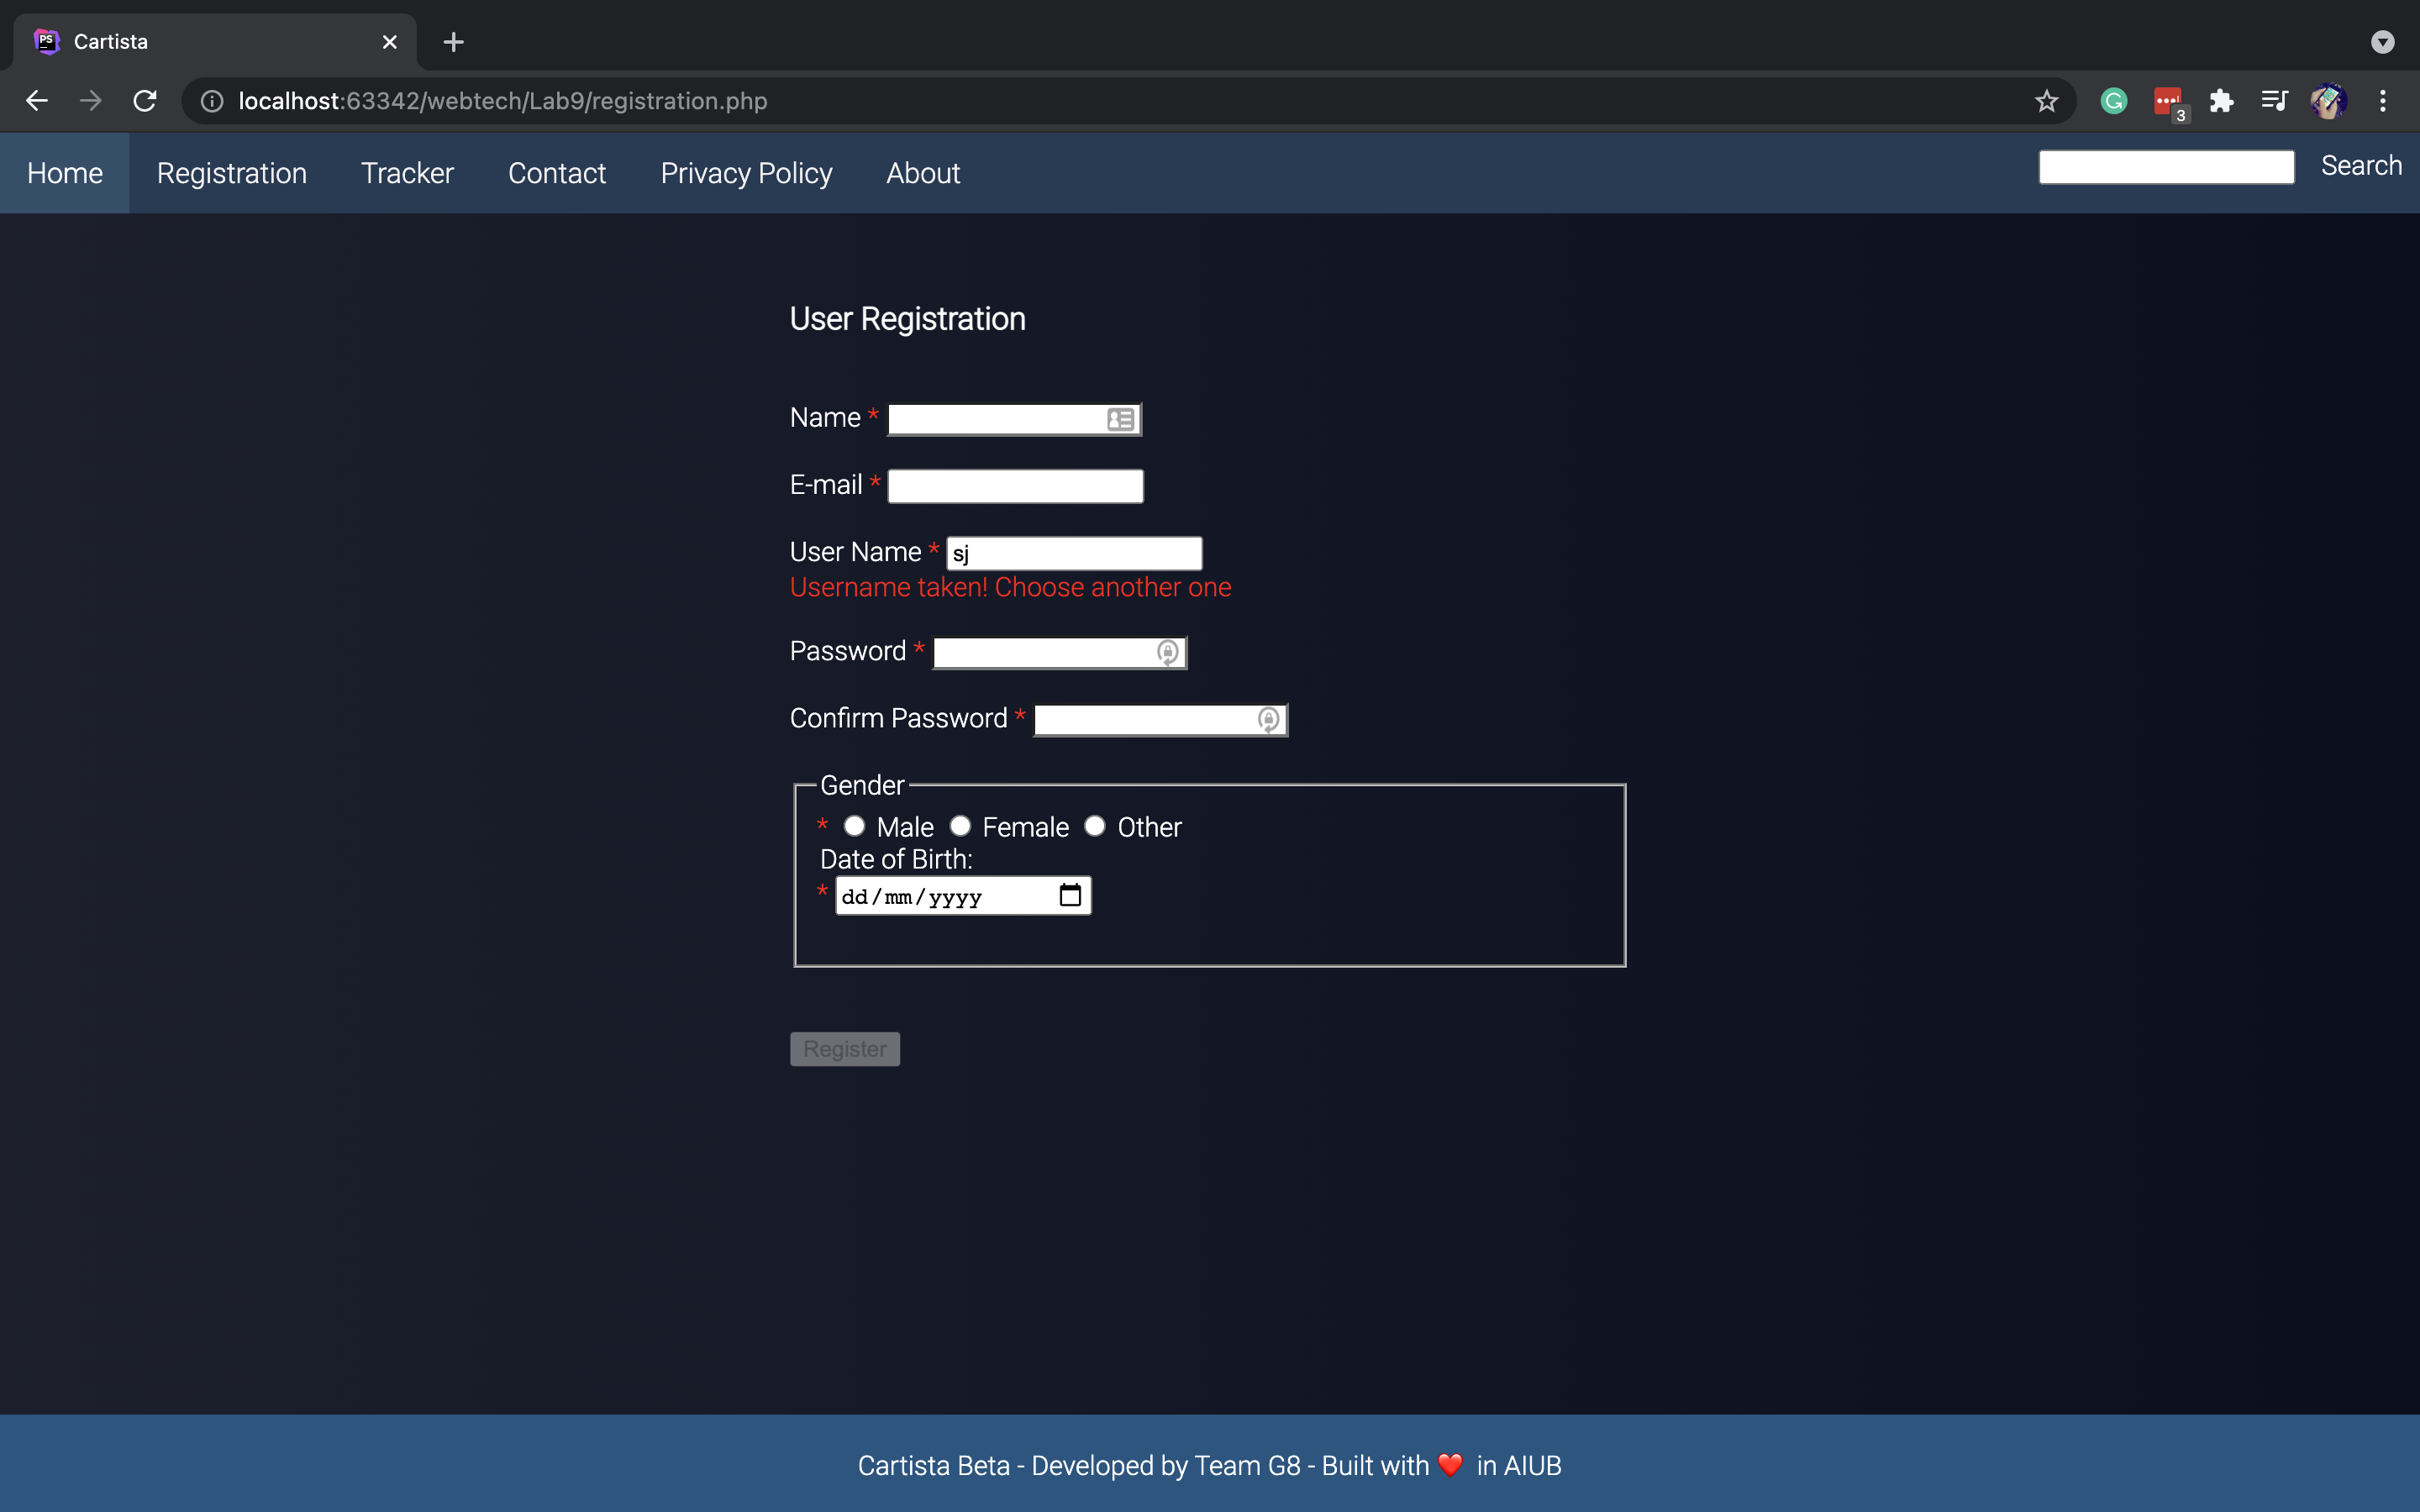 Cartista
localhost:63342/webtech/Lab9/registration.php
3
Home Registration Tracker Contact Privacy Policy About Search
User Registration
Name *
E-mail *
User Name * sj
Username taken! Choose another one
Password *
Confirm Password *
Gender
* Male Female Other
Date of Birth:
* dd/mm/yyyy
Register
Cartista Beta - Developed by Team G8 - Built with ❤️ in AIUB